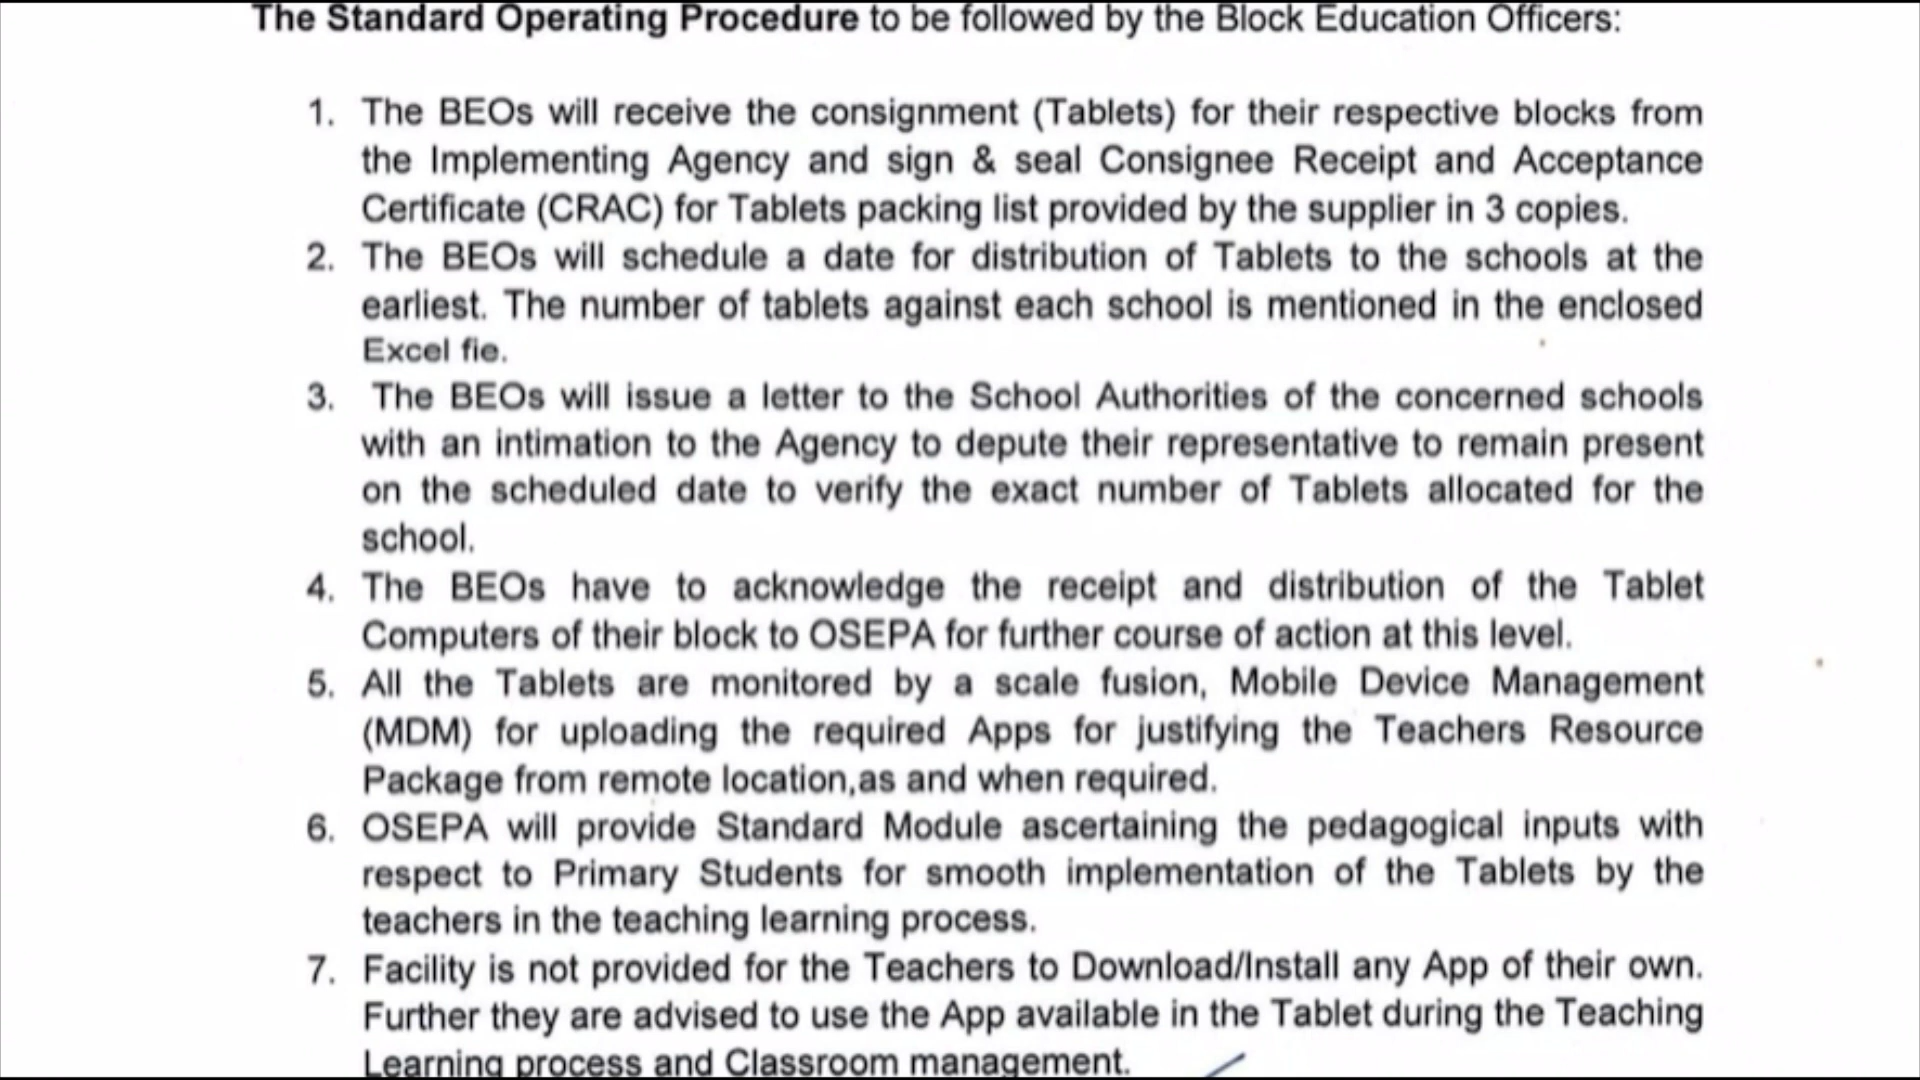 The Standard Operating Procedure to be followed by the Block Education Officers:
1. The BEOs will receive the consignment (Tablets) for their respective blocks from
the Implementing Agency and sign & seal Consignee Receipt and Acceptance
Certificate (CRAC) for Tablets packing list provided by the supplier in 3 copies.
2. The BEOs will schedule a date for distribution of Tablets to the schools at the
earliest. The number of tablets against each school is mentioned in the enclosed
Excel fie.
3. The BEOs will issue a letter to the School Authorities of the concerned schools
with an intimation to the Agency to depute their representative to remain present
on the scheduled date to verify the exact number of Tablets allocated for the
school.
4. The BEOs have to acknowledge the receipt and distribution of the Tablet
Computers of their block to OSEPA for further course of action at this level.
5. All the Tablets are monitored by a scale fusion, Mobile Device Management
(MDM) for uploading the required Apps for justifying the Teachers Resource
Package from remote location,as and when required.
6. OSEPA will provide Standard Module ascertaining the pedagogical inputs with
respect to Primary Students for smooth implementation of the Tablets by the
teachers in the teaching learning process.
7. Facility is not provided for the Teachers to Download/Install any App of their own.
Further they are advised to use the App available in the Tablet during the Teaching
Learning process and Classroom management.